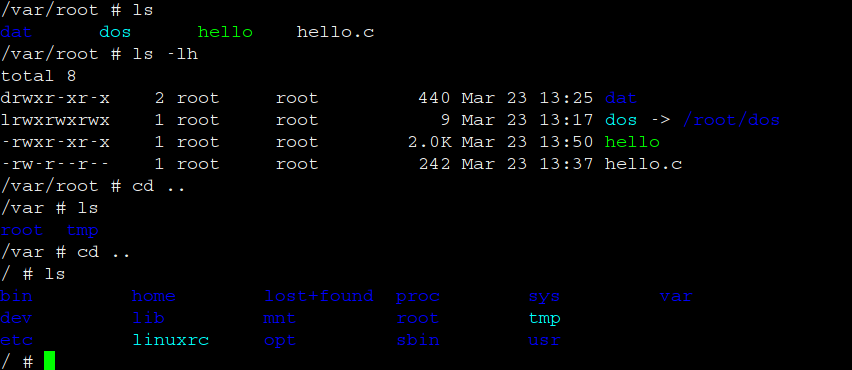 /var/root # ls
dat       dos       hello    hello.c
/var/root # ls -lh
total 8
drwxr-xr-x    2 root     root         440 Mar 23 13:25 dat
lrwxrwxrwx    1 root     root           9 Mar 23 13:17 dos -> /root/dos
-rwxr-xr-x    1 root     root        2.0K Mar 23 13:50 hello
-rw-r--r--    1 root     root         242 Mar 23 13:37 hello.c
/var/root # cd ..
/var # ls
root  tmp
/var # cd ..
/ # ls
bin         home        lost+found  proc        sys         var
dev         lib         mnt         root        tmp
etc         linuxrc     opt         sbin        usr
/ #